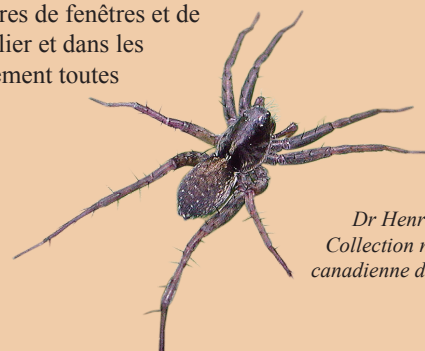 res de fenêtres et de
lier et dans les
ement toutes
Dr Henr
Collection n
canadienne d